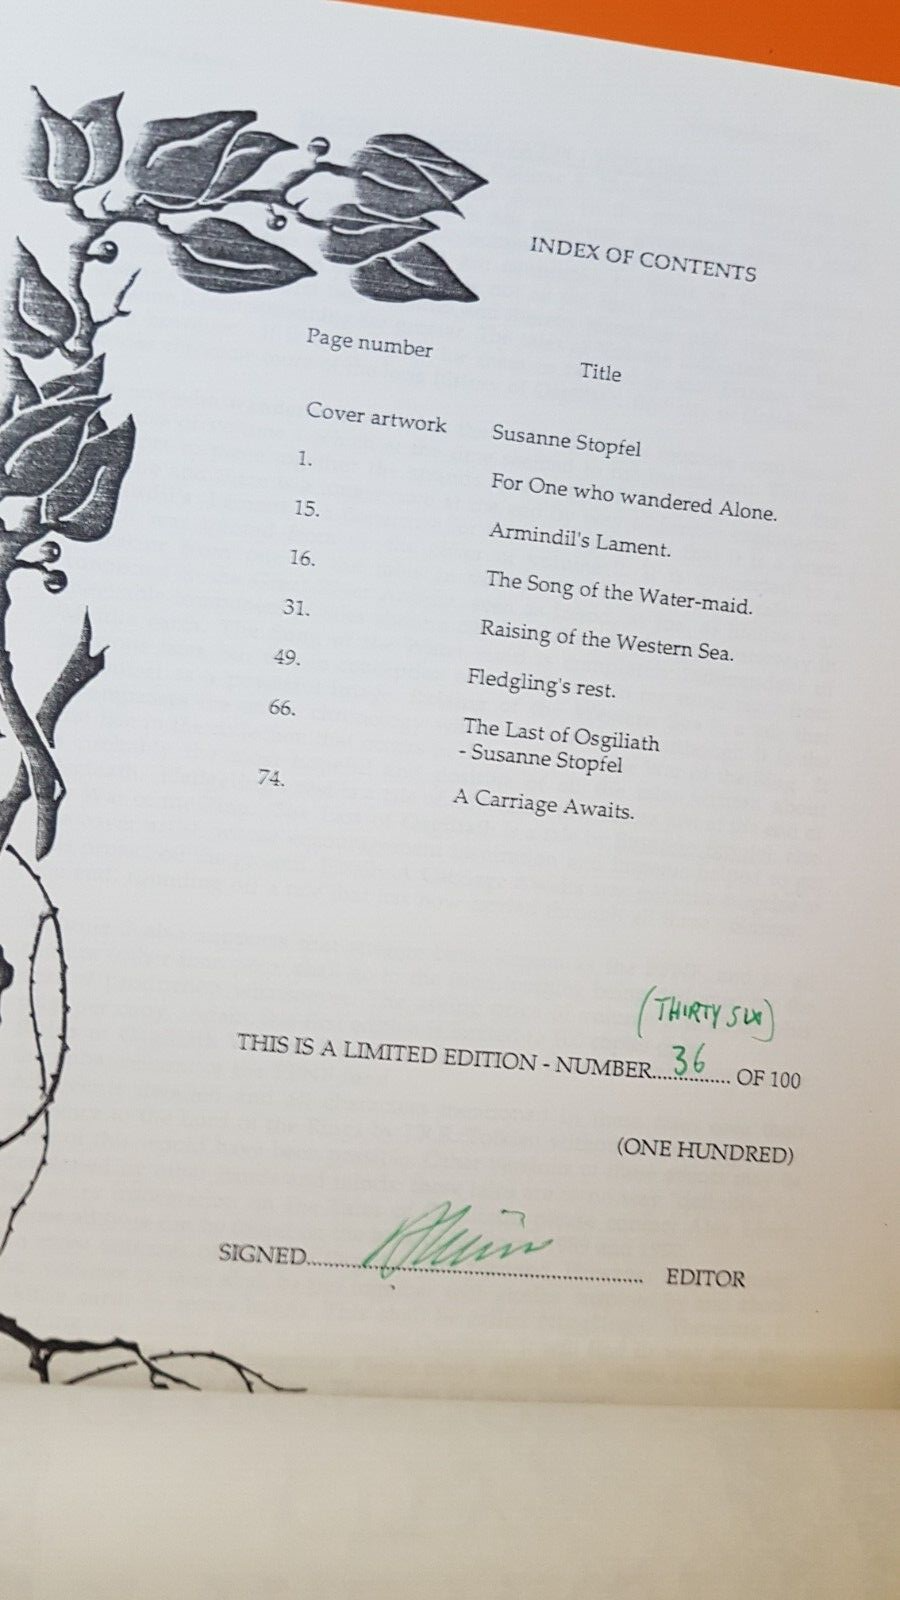 INDEX OF CONTENTS
Page number Title
Cover artwork Susanne Stopfel
1. For One who wandered Alone.
15. Armindil's Lament.
16. The Song of the Water-maid.
31. Raising of the Western Sea.
49. Fledgling's rest.
66. The Last of Osgiliath
- Susanne Stopfel
74. A Carriage Awaits.
(THIRTY SIX)
THIS IS A LIMITED EDITION - NUMBER....36.... OF 100
(ONE HUNDRED)
SIGNED.................... EDITOR